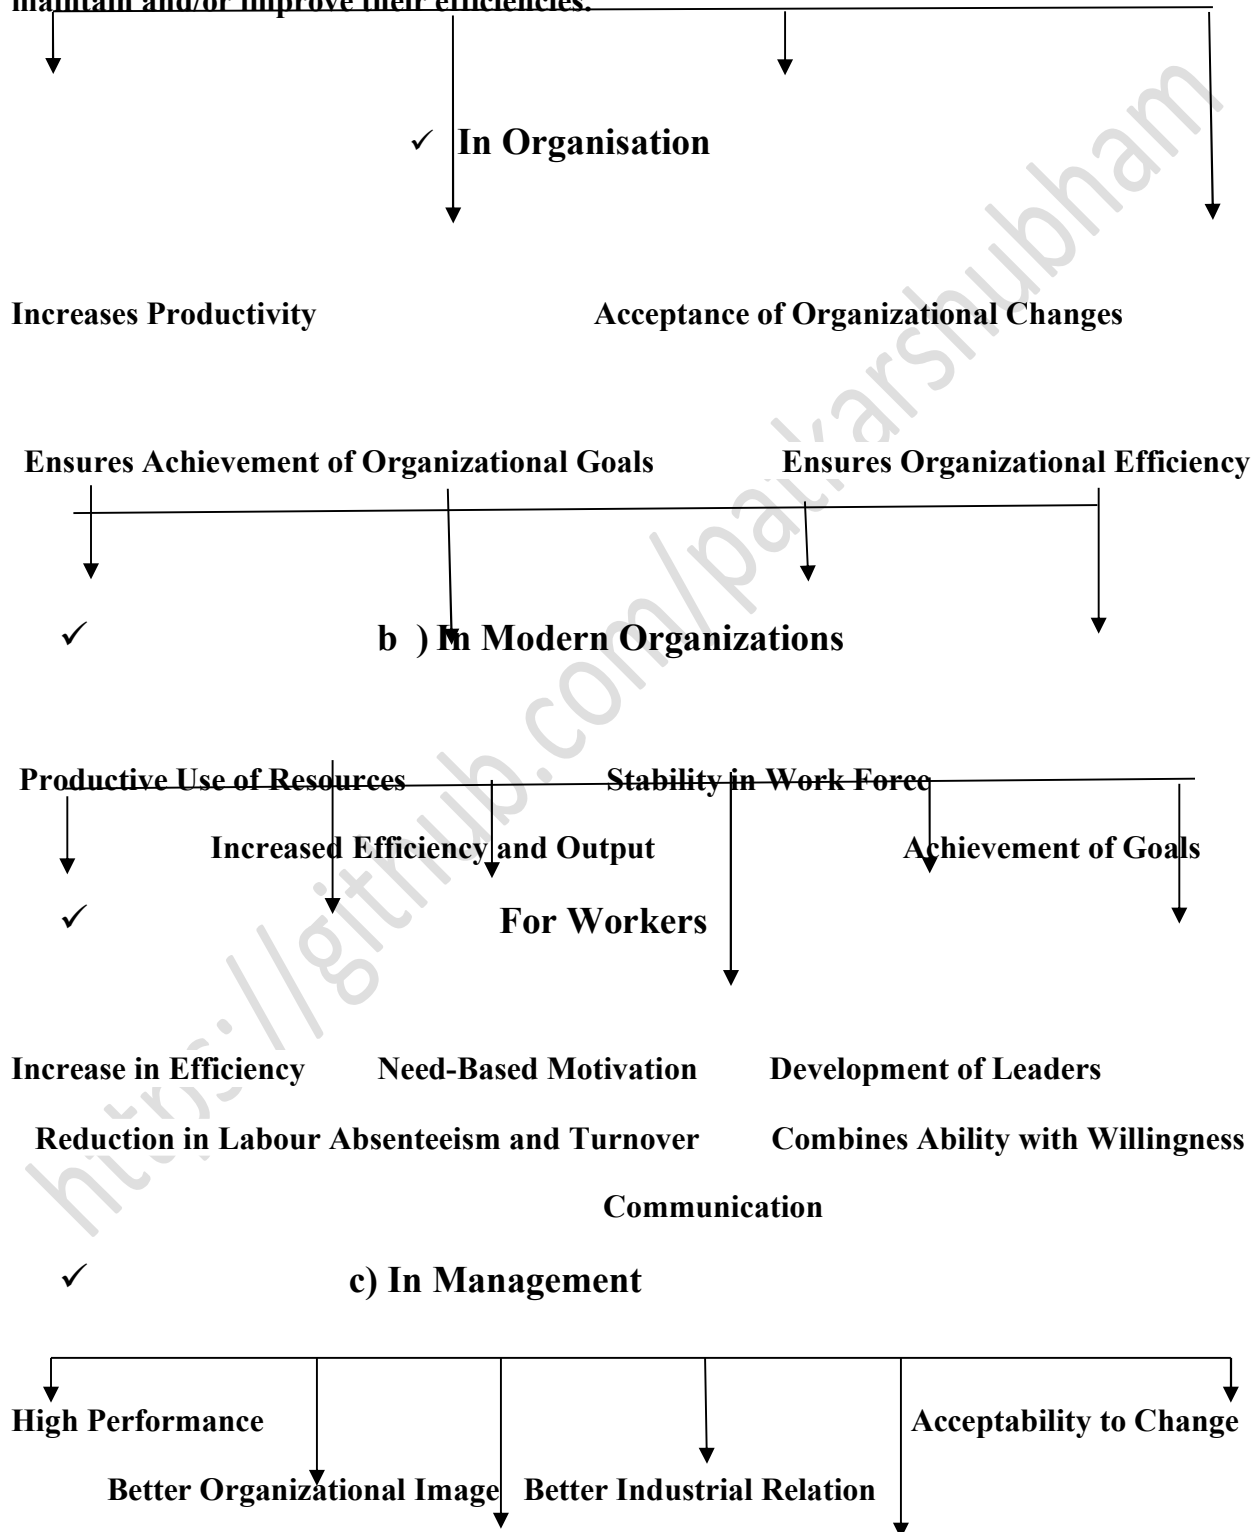 maintain and/or improve their efficiencies.
✓ In Organisation
Increases Productivity Acceptance of Organizational Changes
Ensures Achievement of Organizational Goals Ensures Organizational Efficiency
✓ b ) In Modern Organizations
Productive Use of Resources Stability in Work Force
Increased Efficiency and Output Achievement of Goals
✓ For Workers
Increase in Efficiency Need-Based Motivation Development of Leaders
Reduction in Labour Absenteeism and Turnover Combines Ability with Willingness
Communication
✓ c) In Management
High Performance Acceptability to Change
Better Organizational Image Better Industrial Relation
https://github.com/patkarshubham